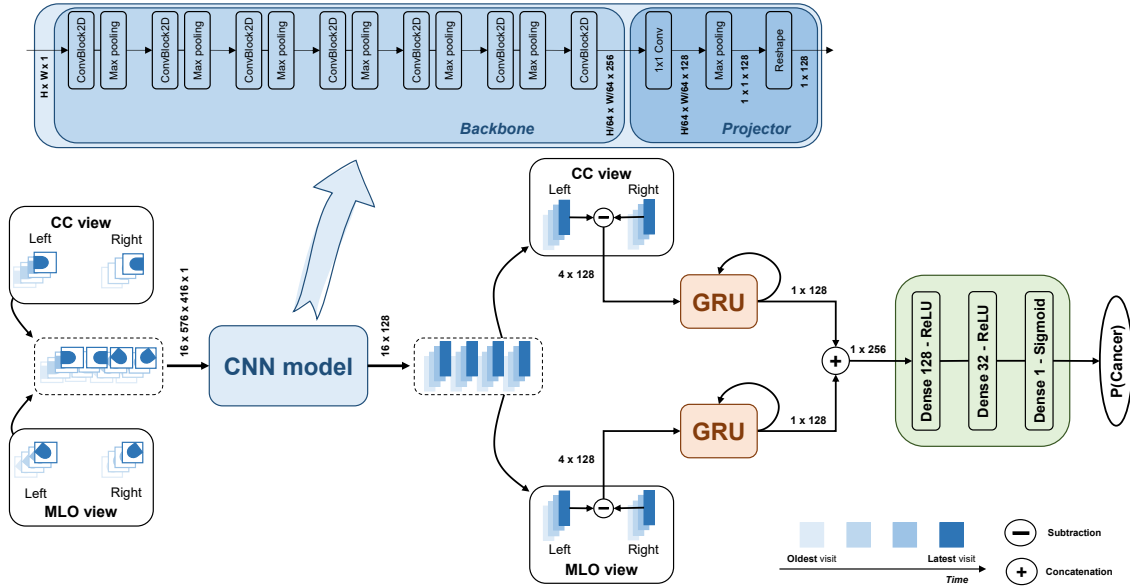 H x W x 1
ConvBlock2D
Max pooling
ConvBlock2D
Max pooling
ConvBlock2D
Max pooling
ConvBlock2D
Max pooling
ConvBlock2D
Max pooling
ConvBlock2D
Max pooling
ConvBlock2D
H/64 x W/64 x 256
Backbone
1x1 Conv
H/64 x W/64 x 128
Max pooling
1 x 1 x 128
Reshape
1 x 128
Projector
CC view
Left
Right
MLO view
Left
Right
16 x 576 x 416 x 1
CNN model
16 x 128
CC view
Left
Right
4 x 128
GRU
1 x 128
4 x 128
GRU
1 x 128
Left
Right
MLO view
1 x 256
Dense 128 - ReLU
Dense 32 - ReLU
Dense 1 - Sigmoid
P(Cancer)
Oldest visit
Latest visit
Time
Subtraction
Concatenation